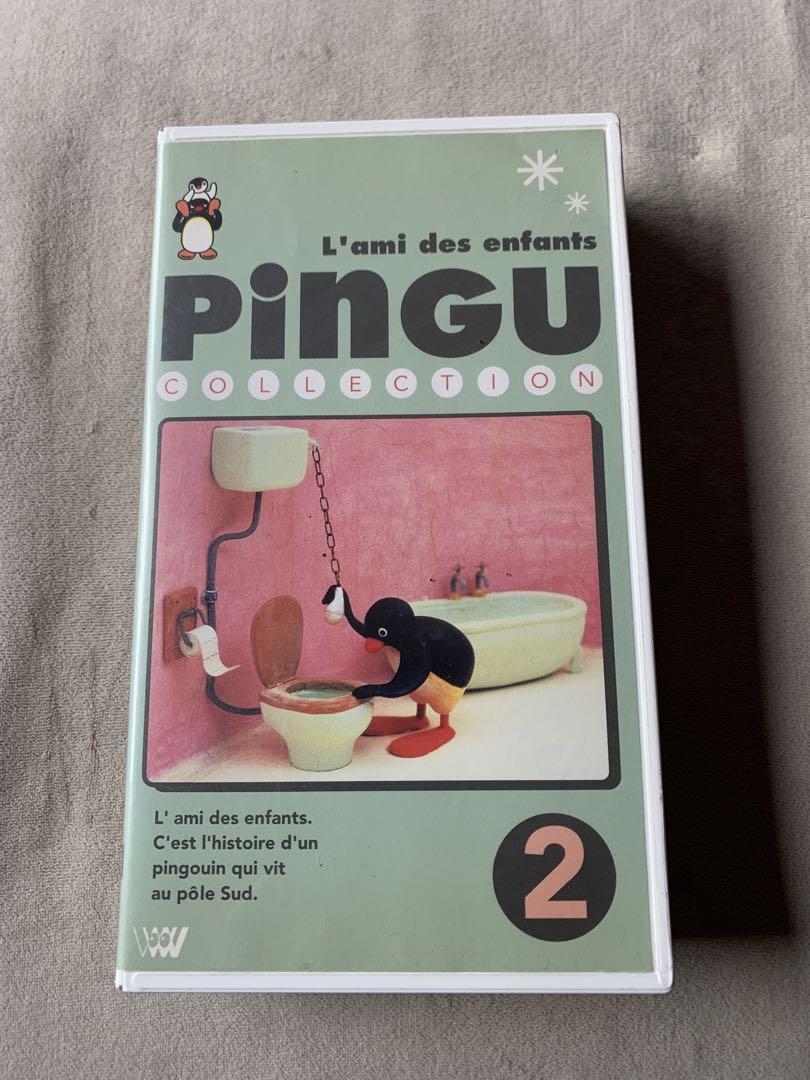 L'ami des enfants
PiNGU
COLLECTION
L' ami des enfants.
C'est l'histoire d'un
pingouin qui vit
au pôle Sud.
2